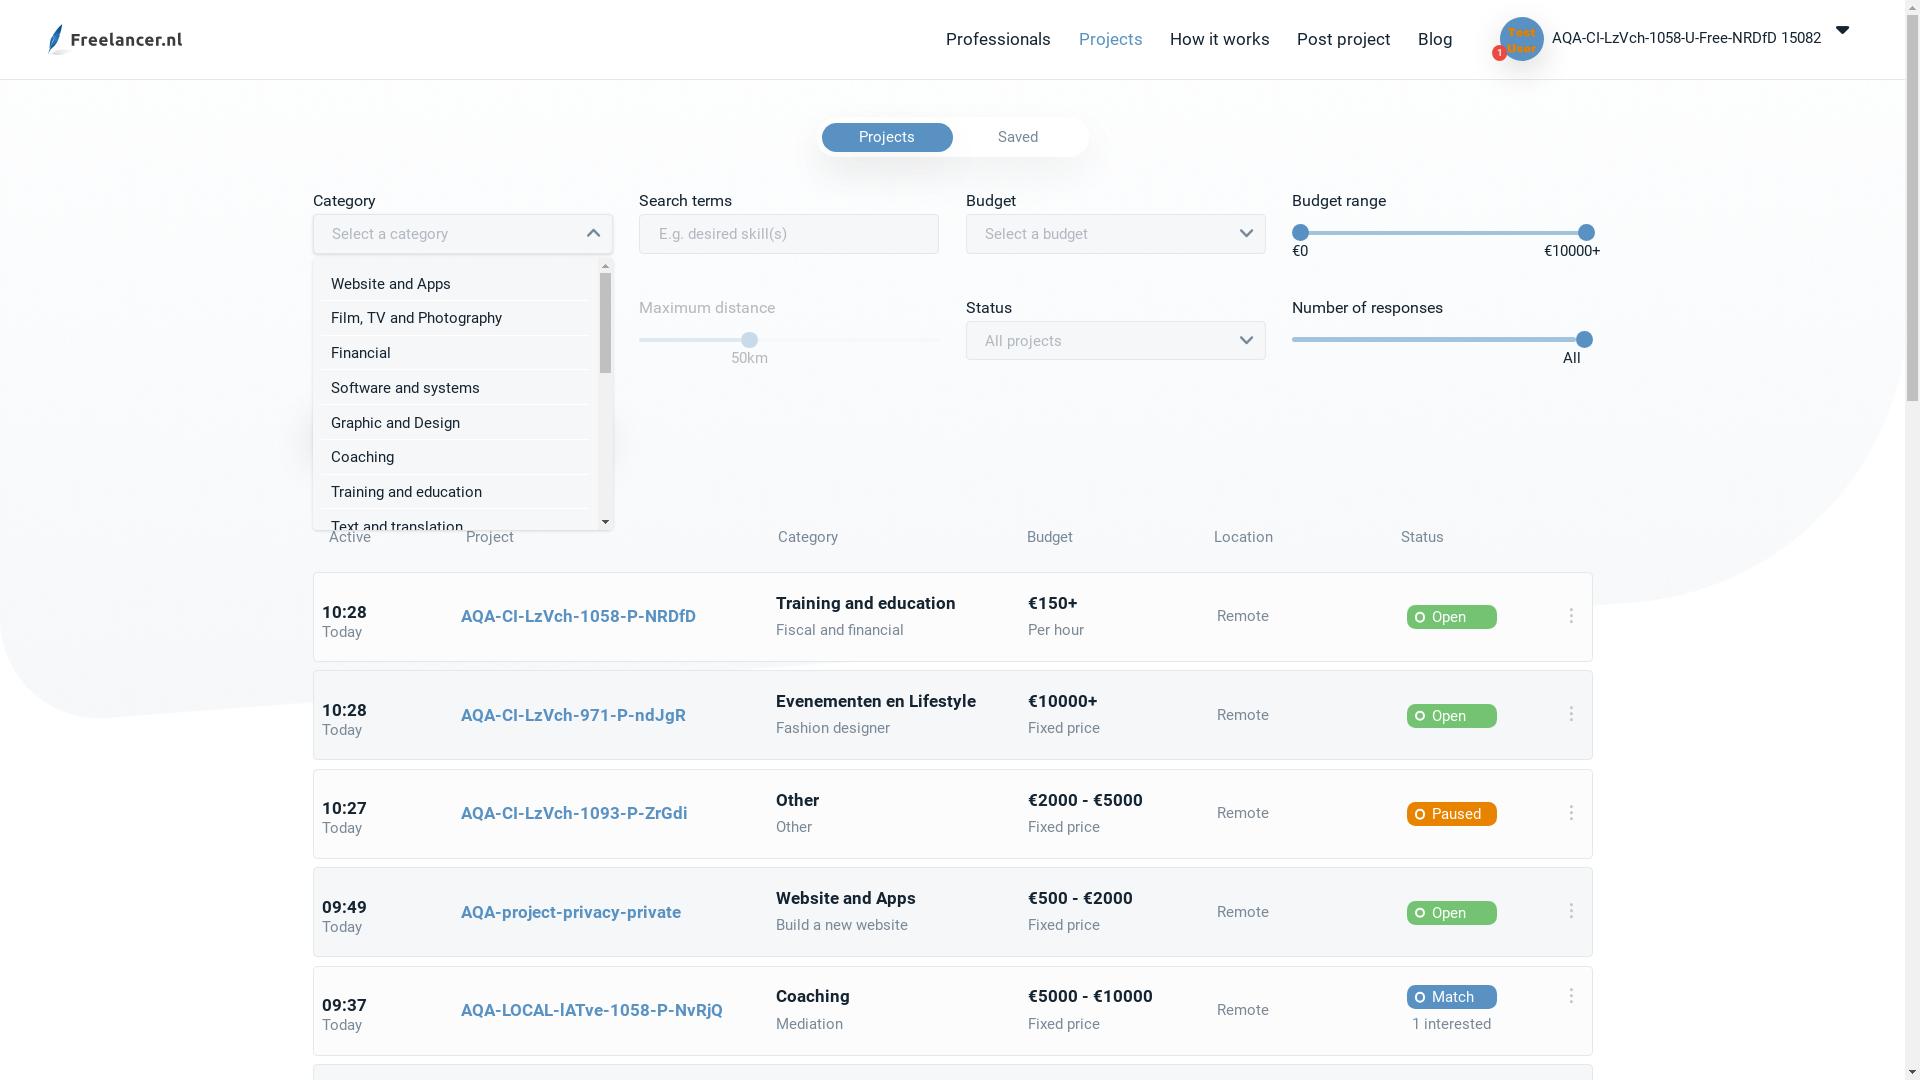 Freelancer.nl
Professionals Projects How it works Post project Blog
Test User
1
AQA-CI-LzVch-1058-U-Free-NRDfD 15082
Projects Saved
Category Search terms Budget Budget range
Select a category E.g. desired skill(s) Select a budget
€0 €10000+
Website and Apps
Film, TV and Photography
Financial
Software and systems
Graphic and Design
Coaching
Training and education
Text and translation
Maximum distance Status Number of responses
All projects
50km All
Active Project Category Budget Location Status
10:28 AQA-CI-LzVch-1058-P-NRDfD Training and education €150+ Remote Open
Today Fiscal and financial Per hour
10:28 AQA-CI-LzVch-971-P-ndJgR Evenementen en Lifestyle €10000+ Remote Open
Today Fashion designer Fixed price
10:27 AQA-CI-LzVch-1093-P-ZrGdi Other €2000 - €5000 Remote Paused
Today Other Fixed price
09:49 AQA-project-privacy-private Website and Apps €500 - €2000 Remote Open
Today Build a new website Fixed price
09:37 AQA-LOCAL-lATve-1058-P-NvRjQ Coaching €5000 - €10000 Remote Match
Today Mediation Fixed price 1 interested